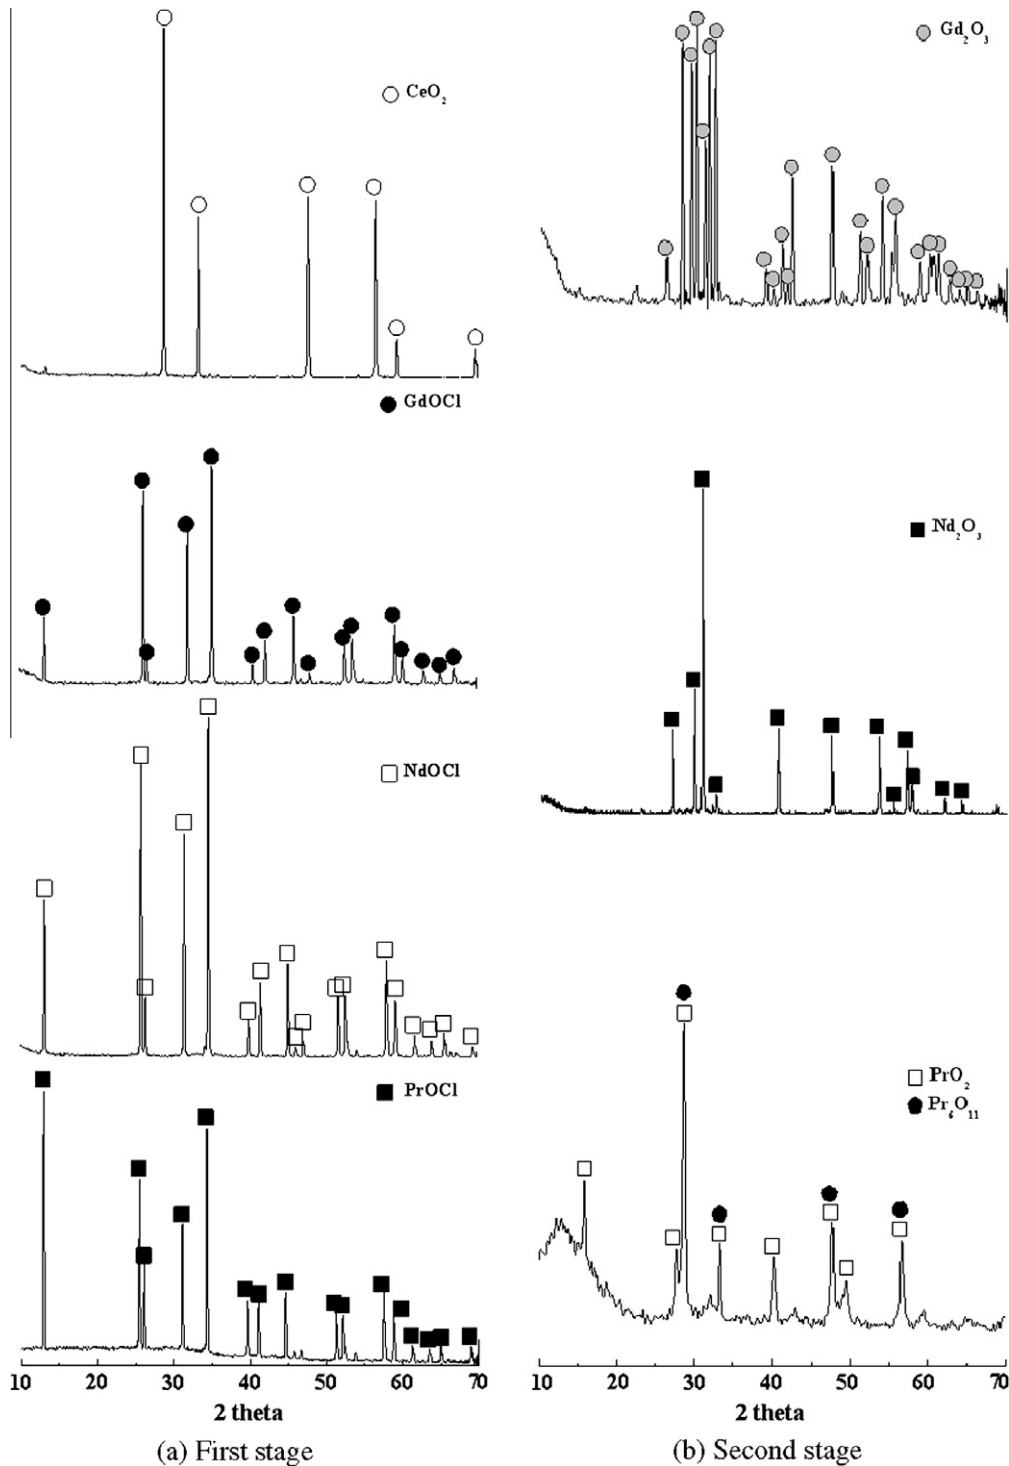 CeO₂
GdOCl
NdOCl
PrOCl
10 20 30 40 50 60 70
2 theta
(a) First stage
Gd₂O₃
Nd₂O₃
PrO₂
Pr₆O₁₁
10 20 30 40 50 60 70
2 theta
(b) Second stage